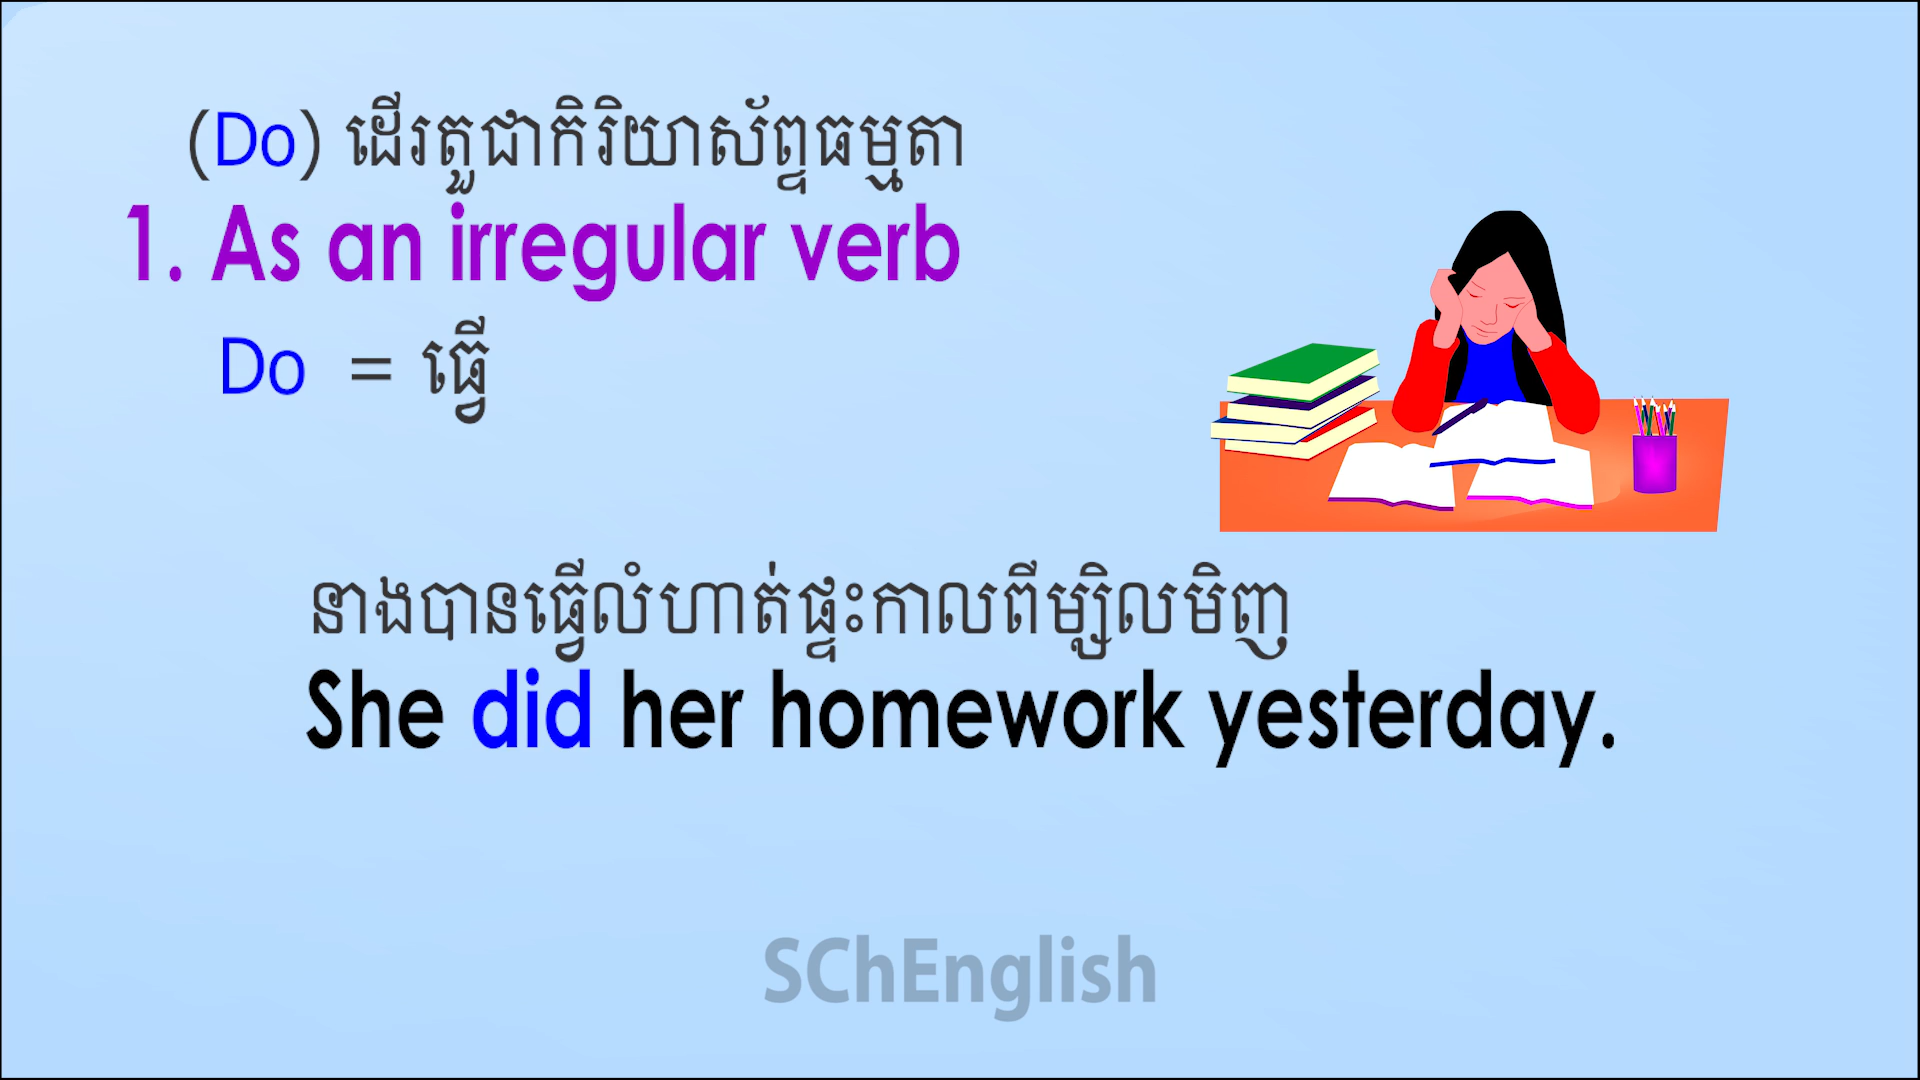 (Do) ដើរតួជាកិរិយាស័ព្ទធម្មតា
1. As an irregular verb
Do = ធ្វើ
នាងបានធ្វើលំហាត់ផ្ទះកាលពីម្សិលមិញ
She did her homework yesterday.
SChEnglish